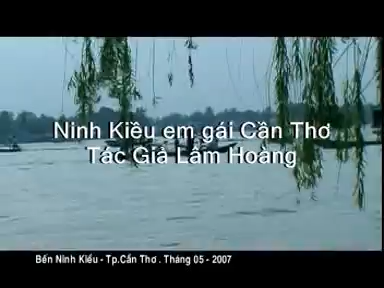 Ninh Kiều em gái Cần Thơ
Tác Giả Lâm Hoàng
Bến Ninh Kiều - Tp.Cần Thơ . Tháng 05 - 2007